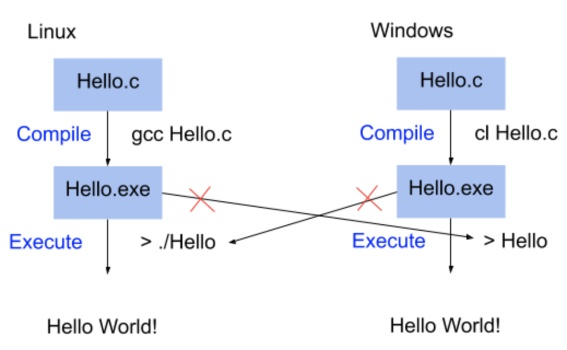 Linux
Windows
Hello.c
Hello.c
Compile
gcc Hello.c
Compile
cl Hello.c
Hello.exe
Hello.exe
Execute
> ./Hello
Execute
> Hello
Hello World!
Hello World!